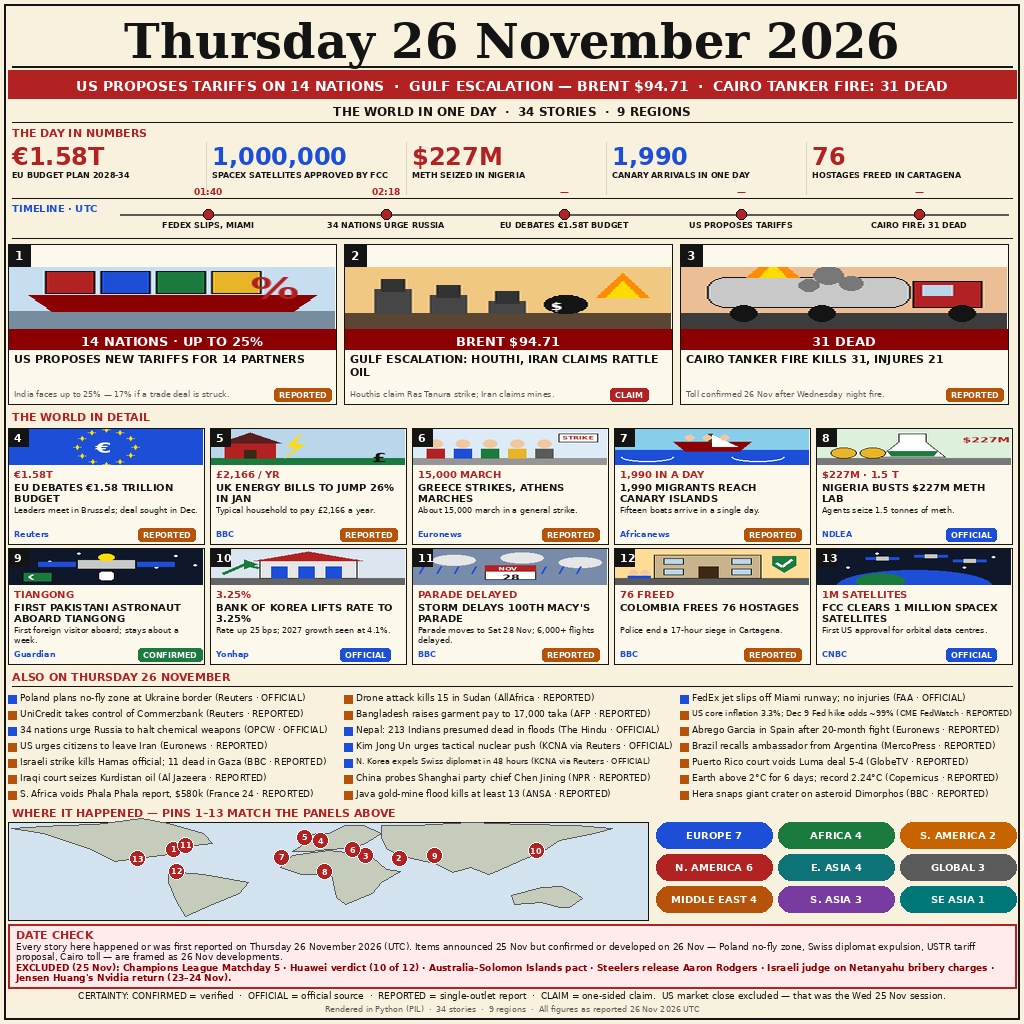 Thursday 26 November 2026
US PROPOSES TARIFFS ON 14 NATIONS · GULF ESCALATION — BRENT $94.71 · CAIRO TANKER FIRE: 31 DEAD
THE WORLD IN ONE DAY · 34 STORIES · 9 REGIONS
THE DAY IN NUMBERS
€1.58T
EU BUDGET PLAN 2028-34
1,000,000
SPACEX SATELLITES APPROVED BY FCC
$227M
METH SEIZED IN NIGERIA
1,990
CANARY ARRIVALS IN ONE DAY
76
HOSTAGES FREED IN CARTAGENA
TIMELINE · UTC
01:40
FEDEX SLIPS, MIAMI
02:18
34 NATIONS URGE RUSSIA
—
EU DEBATES €1.58T BUDGET
—
US PROPOSES TARIFFS
—
CAIRO FIRE: 31 DEAD
1
%
14 NATIONS · UP TO 25%
US PROPOSES NEW TARIFFS FOR 14 PARTNERS
India faces up to 25% — 17% if a trade deal is struck.
REPORTED
2
$
BRENT $94.71
GULF ESCALATION: HOUTHI, IRAN CLAIMS RATTLE
OIL
Houthis claim Ras Tanura strike; Iran claims mines.
CLAIM
3
31 DEAD
CAIRO TANKER FIRE KILLS 31, INJURES 21
Toll confirmed 26 Nov after Wednesday night fire.
REPORTED
THE WORLD IN DETAIL
4
€
€1.58T
EU DEBATES €1.58 TRILLION
BUDGET
Leaders meet in Brussels; deal sought in Dec.
Reuters
REPORTED
5
£
£2,166 / YR
UK ENERGY BILLS TO JUMP 26%
IN JAN
Typical household to pay £2,166 a year.
BBC
REPORTED
6
STRIKE
15,000 MARCH
GREECE STRIKES, ATHENS
MARCHES
About 15,000 march in a general strike.
Euronews
REPORTED
7
1,990 IN A DAY
1,990 MIGRANTS REACH
CANARY ISLANDS
Fifteen boats arrive in a single day.
Africanews
REPORTED
8
$227M
$227M · 1.5 T
NIGERIA BUSTS $227M METH
LAB
Agents seize 1.5 tonnes of meth.
NDLEA
OFFICIAL
9
TIANGONG
FIRST PAKISTANI ASTRONAUT
ABOARD TIANGONG
First foreign visitor aboard; stays about a
week.
Guardian
CONFIRMED
10
3.25%
BANK OF KOREA LIFTS RATE TO
3.25%
Rate up 25 bps; 2027 growth seen at 4.1%.
Yonhap
OFFICIAL
11
NOV
28
PARADE DELAYED
STORM DELAYS 100TH MACY'S
PARADE
Parade moves to Sat 28 Nov; 6,000+ flights
delayed.
BBC
REPORTED
12
76 FREED
COLOMBIA FREES 76 HOSTAGES
Police end a 17-hour siege in Cartagena.
BBC
REPORTED
13
1M SATELLITES
FCC CLEARS 1 MILLION SPACEX
SATELLITES
First US approval for orbital data centres.
CNBC
OFFICIAL
ALSO ON THURSDAY 26 NOVEMBER
Poland plans no-fly zone at Ukraine border (Reuters · OFFICIAL)
UniCredit takes control of Commerzbank (Reuters · REPORTED)
34 nations urge Russia to halt chemical weapons (OPCW · OFFICIAL)
US urges citizens to leave Iran (Euronews · REPORTED)
Israeli strike kills Hamas official; 11 dead in Gaza (BBC · REPORTED)
Iraqi court seizes Kurdistan oil (Al Jazeera · REPORTED)
S. Africa voids Phala Phala report, $580k (France 24 · REPORTED)
Drone attack kills 15 in Sudan (AllAfrica · REPORTED)
Bangladesh raises garment pay to 17,000 taka (AFP · REPORTED)
Nepal: 213 Indians presumed dead in floods (The Hindu · OFFICIAL)
Kim Jong Un urges tactical nuclear push (KCNA via Reuters · OFFICIAL)
N. Korea expels Swiss diplomat in 48 hours (KCNA via Reuters · OFFICIAL)
China probes Shanghai party chief Chen Jining (NPR · REPORTED)
Java gold-mine flood kills at least 13 (ANSA · REPORTED)
FedEx jet slips off Miami runway; no injuries (FAA · OFFICIAL)
US core inflation 3.3%; Dec 9 Fed hike odds ~99% (CME FedWatch · REPORTED)
Abrego Garcia in Spain after 20-month fight (Euronews · REPORTED)
Brazil recalls ambassador from Argentina (MercoPress · REPORTED)
Puerto Rico court voids Luma deal 5-4 (GlobeTV · REPORTED)
Earth above 2°C for 6 days; record 2.24°C (Copernicus · REPORTED)
Hera snaps giant crater on asteroid Dimorphos (BBC · REPORTED)
WHERE IT HAPPENED — PINS 1–13 MATCH THE PANELS ABOVE
13
1
11
12
5
4
7
6
3
8
2
9
10
EUROPE 7
AFRICA 4
S. AMERICA 2
N. AMERICA 6
E. ASIA 4
GLOBAL 3
MIDDLE EAST 4
S. ASIA 3
SE ASIA 1
DATE CHECK
Every story here happened or was first reported on Thursday 26 November 2026 (UTC). Items announced 25 Nov but confirmed or developed on 26 Nov — Poland no-fly zone, Swiss diplomat expulsion, USTR tariff
proposal, Cairo toll — are framed as 26 Nov developments.
EXCLUDED (25 Nov): Champions League Matchday 5 · Huawei verdict (10 of 12) · Australia–Solomon Islands pact · Steelers release Aaron Rodgers · Israeli judge on Netanyahu bribery charges ·
Jensen Huang's Nvidia return (23–24 Nov).
CERTAINTY: CONFIRMED = verified · OFFICIAL = official source · REPORTED = single-outlet report · CLAIM = one-sided claim. US market close excluded — that was the Wed 25 Nov session.
Rendered in Python (PIL) · 34 stories · 9 regions · All figures as reported 26 Nov 2026 UTC